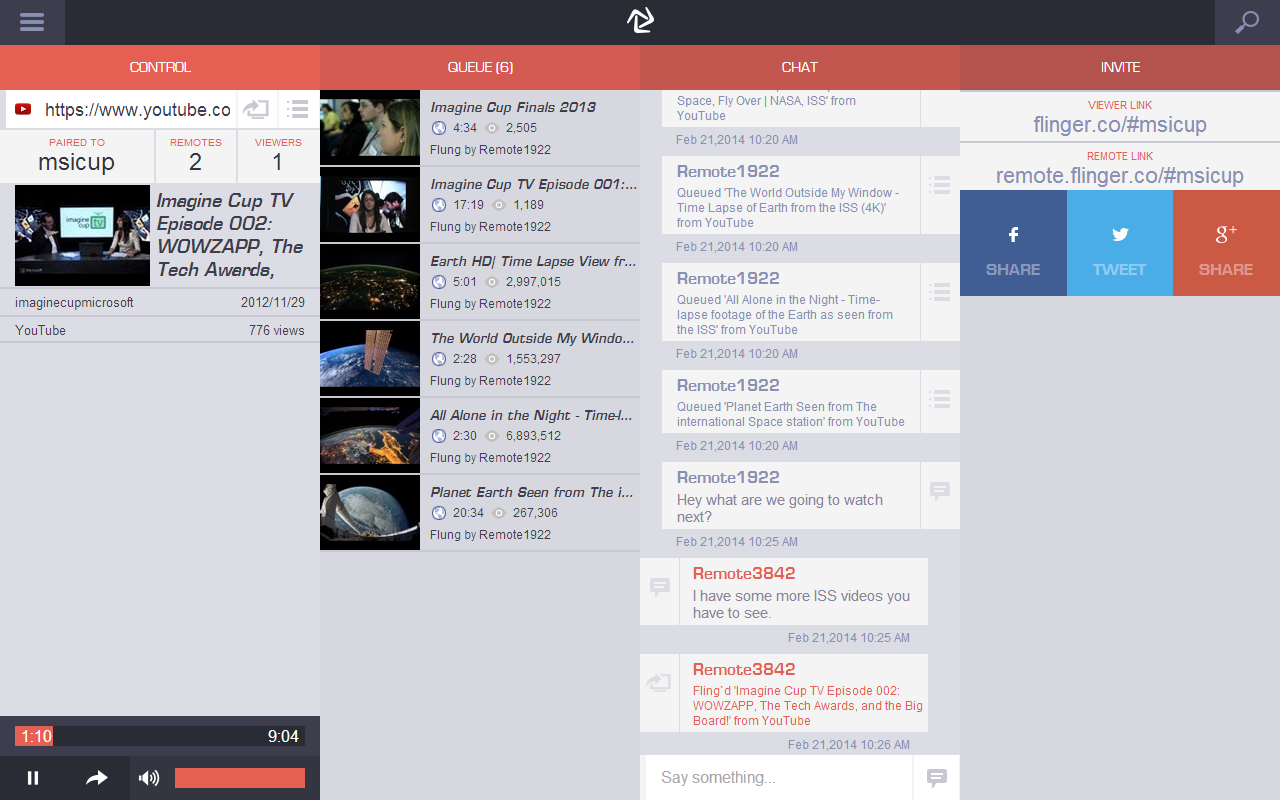 CONTROL
QUEUE (6)
CHAT
INVITE
https://www.youtube.co
PAIRED TO
msicup
REMOTES
2
VIEWERS
1
imagine cup TV
Microsoft
Imagine Cup TV
Episode 002:
WOWZAPP, The
Tech Awards,
imaginecupmicrosoft
2012/11/29
YouTube
776 views
1:10
9:04
Imagine Cup Finals 2013
4:34
2,505
Flung by Remote1922
Imagine Cup TV Episode 001:...
17:19
1,189
Flung by Remote1922
Earth HD| Time Lapse View fr...
5:01
2,997,015
Flung by Remote1922
The World Outside My Windo...
2:28
1,553,297
Flung by Remote1922
All Alone in the Night - Time-l...
2:30
6,893,512
Flung by Remote1922
Planet Earth Seen from The i...
20:34
267,306
Flung by Remote1922
Space, Fly Over | NASA, ISS' from
YouTube
Feb 21,2014 10:20 AM
Remote1922
Queued 'The World Outside My Window -
Time Lapse of Earth from the ISS (4K)'
from YouTube
Feb 21,2014 10:20 AM
Remote1922
Queued 'All Alone in the Night - Time-
lapse footage of the Earth as seen from
the ISS' from YouTube
Feb 21,2014 10:20 AM
Remote1922
Queued 'Planet Earth Seen from The
international Space station' from YouTube
Feb 21,2014 10:20 AM
Remote1922
Hey what are we going to watch
next?
Feb 21,2014 10:25 AM
Remote3842
I have some more ISS videos you
have to see.
Feb 21,2014 10:25 AM
Remote3842
Fling`d 'Imagine Cup TV Episode 002:
WOWZAPP, The Tech Awards, and the Big
Board!' from YouTube
Feb 21,2014 10:26 AM
Say something...
VIEWER LINK
flinger.co/#msicup
REMOTE LINK
remote.flinger.co/#msicup
SHARE
TWEET
g+
SHARE